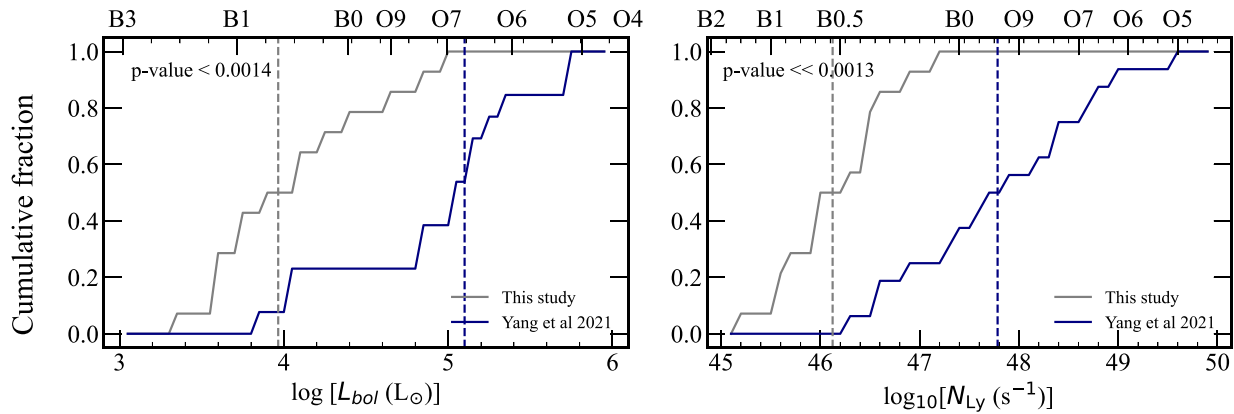 B3 B1 B0 O9 O7 O6 O5 O4
p-value < 0.0014
1.0
0.8
0.6
0.4
0.2
0.0
Cumulative fraction
This study
Yang et al 2021
3 4 5 6
log [L_bol (L_☉)]
B2 B1 B0.5 B0 O9 O7 O6 O5
p-value << 0.0013
1.0
0.8
0.6
0.4
0.2
0.0
This study
Yang et al 2021
45 46 47 48 49 50
log₁₀[N_Ly (s⁻¹)]